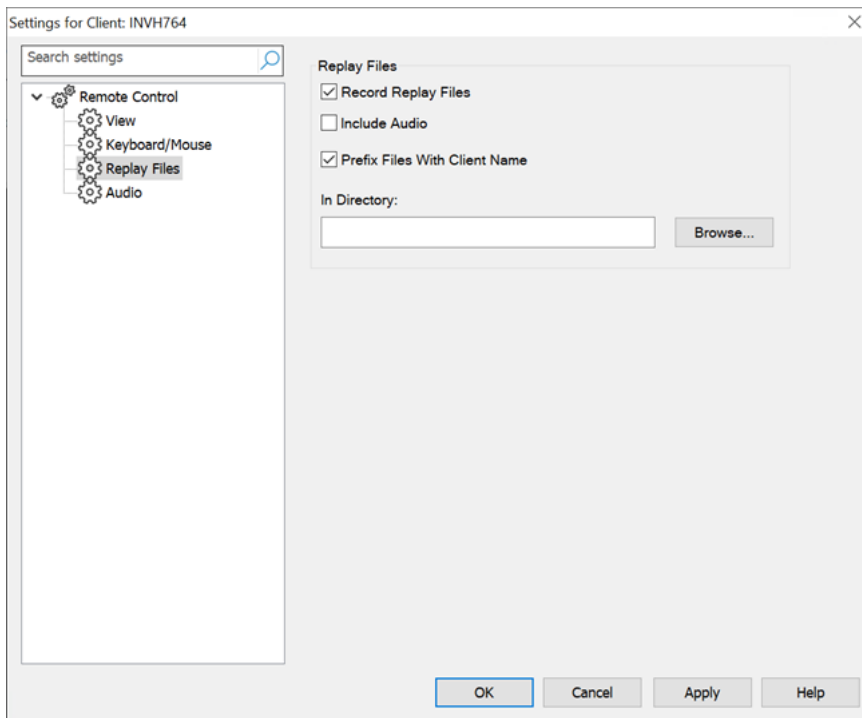 Settings for Client: INVH764
Search settings
Remote Control
View
Keyboard/Mouse
Replay Files
Audio
Replay Files
Record Replay Files
Include Audio
Prefix Files With Client Name
In Directory:
Browse...
OK Cancel Apply Help